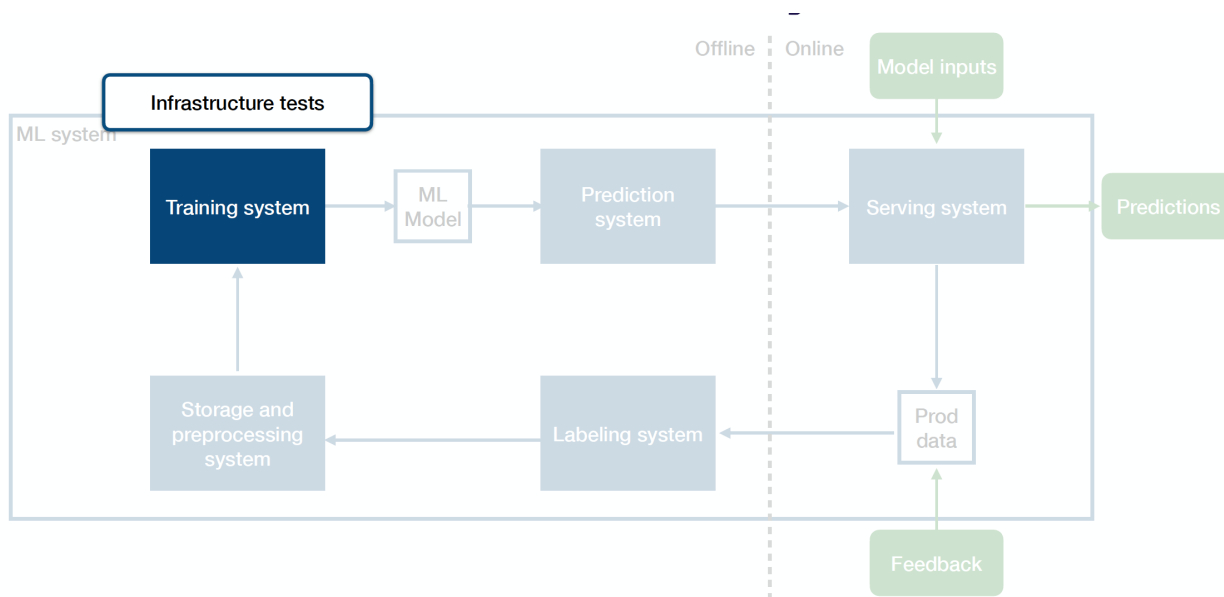 Offline
Online
Model inputs
Infrastructure tests
ML system
Training system
ML
Model
Prediction
system
Serving system
Predictions
Storage and
preprocessing
system
Labeling system
Prod
data
Feedback